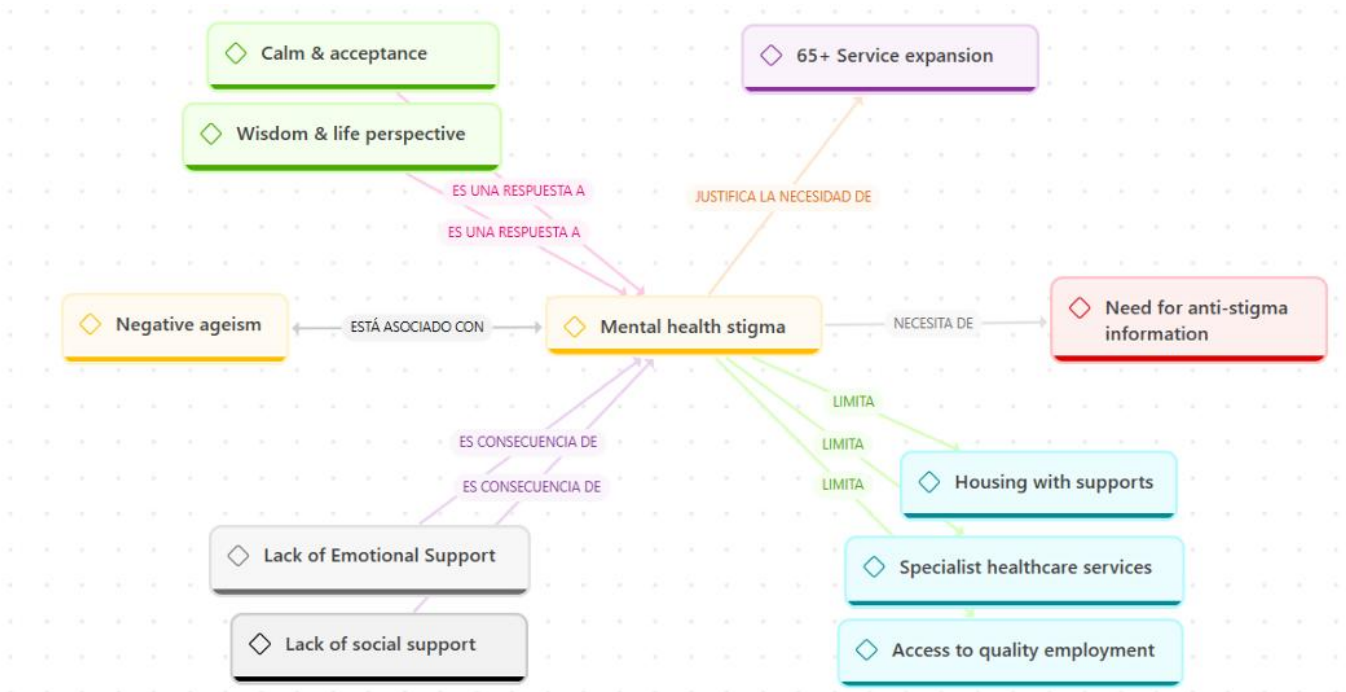 Calm & acceptance
65+ Service expansion
Wisdom & life perspective
ES UNA RESPUESTA A
JUSTIFICA LA NECESIDAD DE
ES UNA RESPUESTA A
Negative ageism
ESTÁ ASOCIADO CON
Mental health stigma
NECESITA DE
Need for anti-stigma
information
LIMITA
ES CONSECUENCIA DE
LIMITA
ES CONSECUENCIA DE
LIMITA
Housing with supports
Lack of Emotional Support
Specialist healthcare services
Lack of social support
Access to quality employment